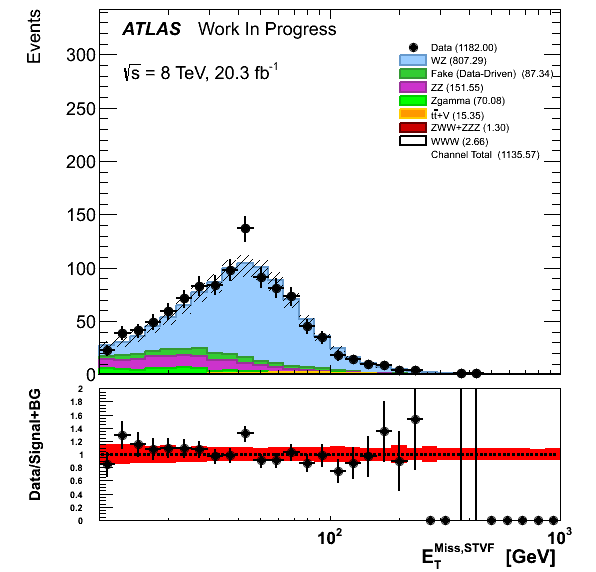 Events
ATLAS Work In Progress
√s = 8 TeV, 20.3 fb⁻¹
Data (1182.00)
WZ (807.29)
Fake (Data-Driven) (87.34)
ZZ (151.55)
Zgamma (70.08)
tt̄+V (15.35)
ZWW+ZZZ (1.30)
WWW (2.66)
Channel Total (1135.57)
300
250
200
150
100
50
0
Data/Signal+BG
2
1.8
1.6
1.4
1.2
1
0.8
0.6
0.4
0.2
0
10²
10³
E_T^Miss,STVF [GeV]